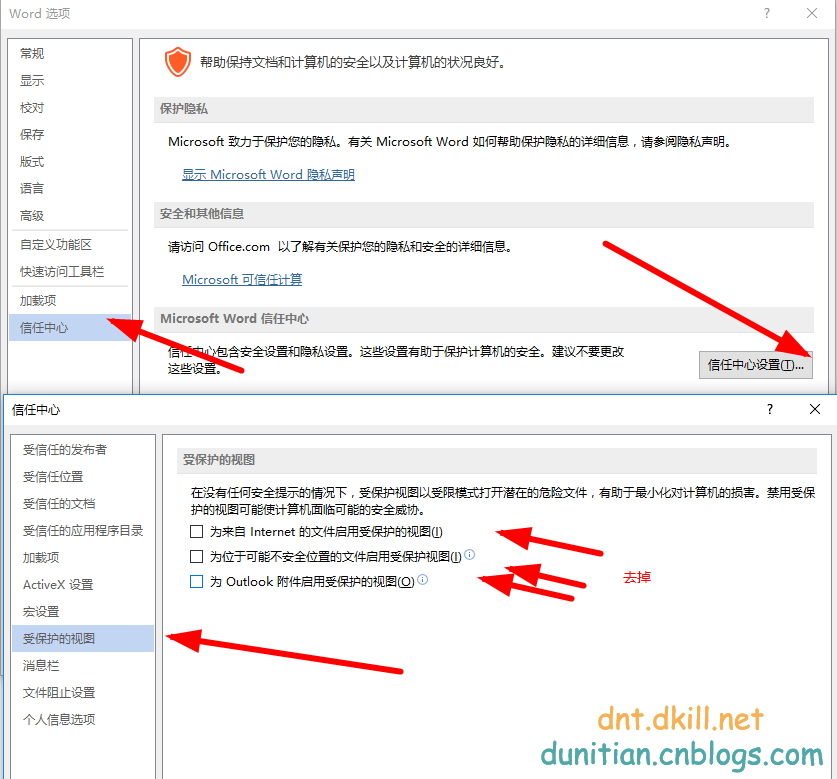 Word 选项
?
常规
显示
校对
保存
版式
语言
高级
自定义功能区
快速访问工具栏
加载项
信任中心
帮助保持文档和计算机的安全以及计算机的状况良好。
保护隐私
Microsoft 致力于保护您的隐私。有关 Microsoft Word 如何帮助保护隐私的详细信息，请参阅隐私声明。
显示 Microsoft Word 隐私声明
安全和其他信息
请访问 Office.com 以了解有关保护您的隐私和安全的详细信息。
Microsoft 可信任计算
Microsoft Word 信任中心
信任中心包含安全设置和隐私设置。这些设置有助于保护计算机的安全。建议不要更改
这些设置。
信任中心设置(T)...
信任中心
?
受信任的发布者
受信任位置
受信任的文档
受信任的应用程序目录
加载项
ActiveX 设置
宏设置
受保护的视图
消息栏
文件阻止设置
个人信息选项
受保护的视图
在没有任何安全提示的情况下，受保护视图以受限模式打开潜在的危险文件，有助于最小化对计算机的损害。禁用受保
护的视图可能使计算机面临可能的安全威胁。
为来自 Internet 的文件启用受保护的视图(I)
为位于可能不安全位置的文件启用受保护视图(I)
为 Outlook 附件启用受保护的视图(O)
去掉
dnt.dkill.net
dunitian.cnblogs.com